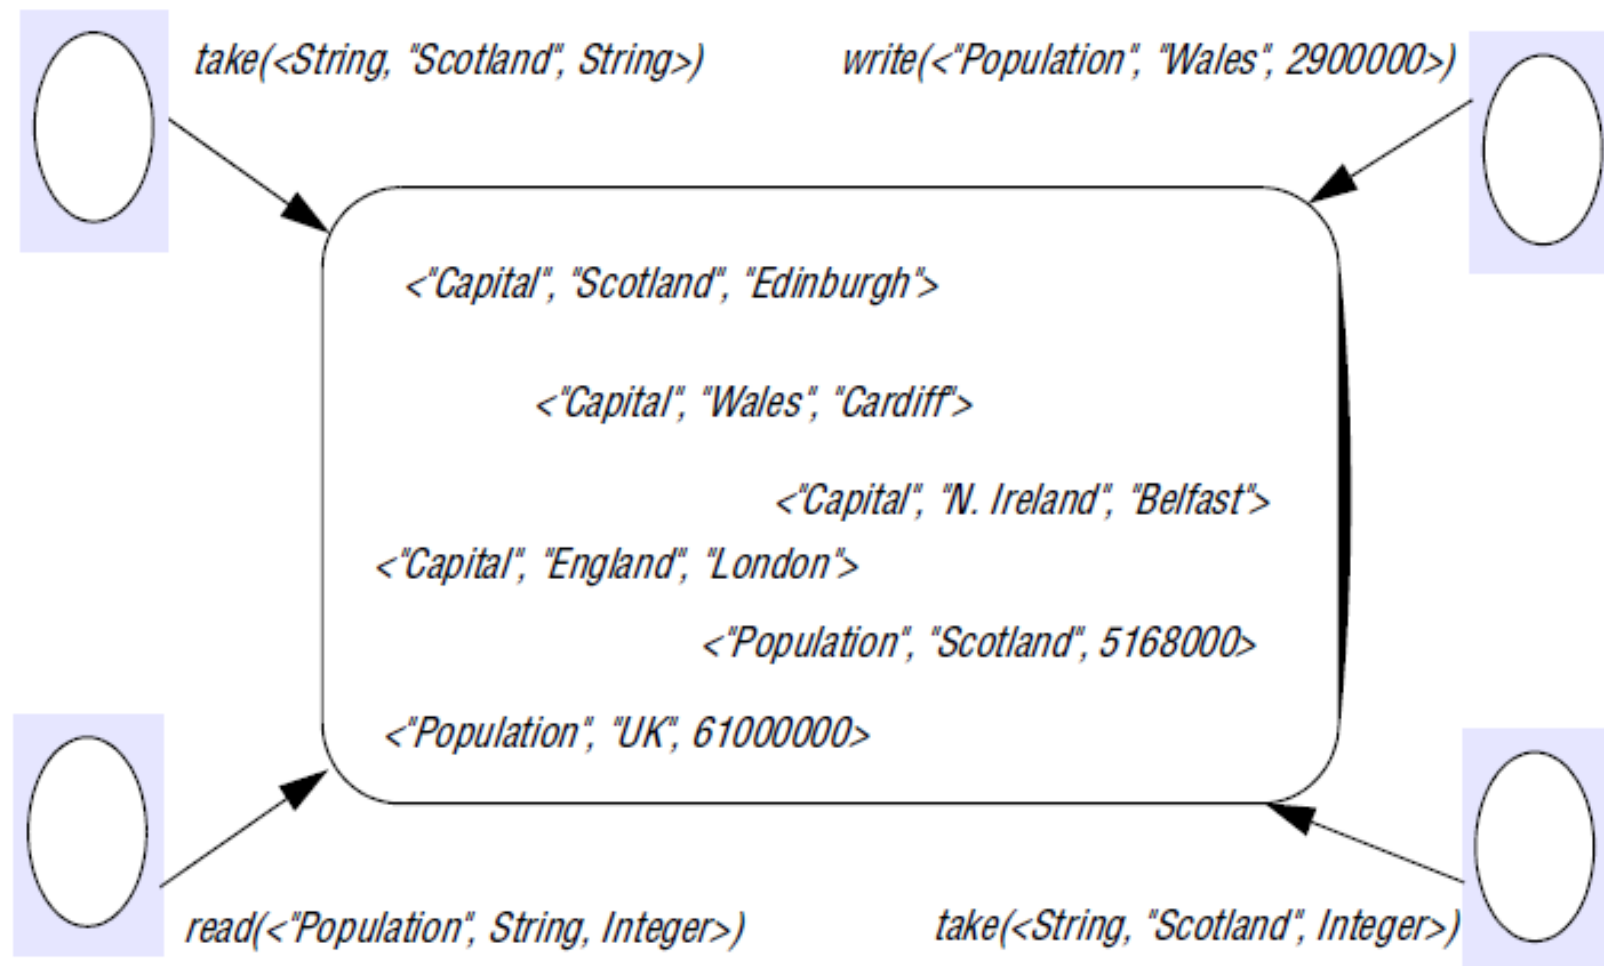 take(<String, "Scotland", String>)
write(<"Population", "Wales", 2900000>)
<"Capital", "Scotland", "Edinburgh">
<"Capital", "Wales", "Cardiff">
<"Capital", "N. Ireland", "Belfast">
<"Capital", "England", "London">
<"Population", "Scotland", 5168000>
<"Population", "UK", 61000000>
read(<"Population", String, Integer>)
take(<String, "Scotland", Integer>)